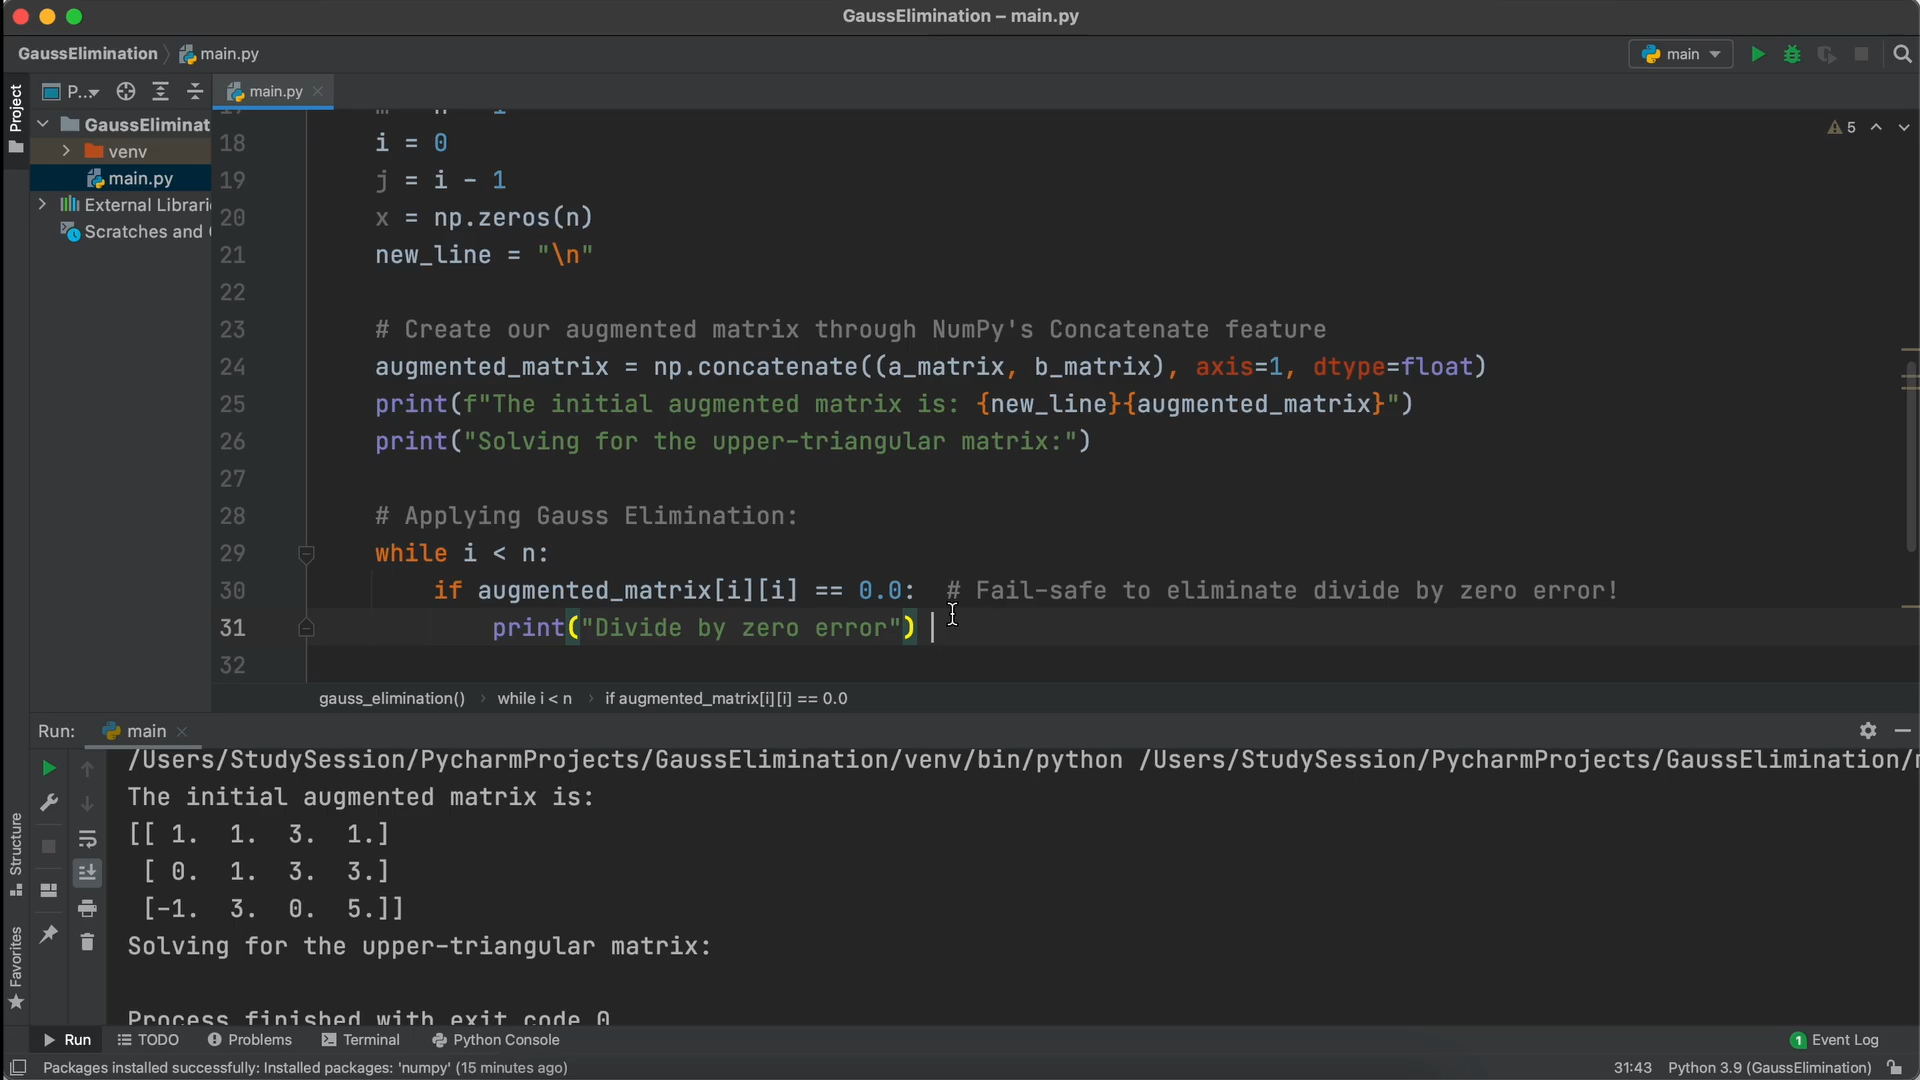 GaussElimination – main.py
GaussElimination
main.py
main
Project
P...
main.py
GaussEliminat
venv
main.py
External Librari
Scratches and
5
18 i = 0
19 j = i - 1
20 x = np.zeros(n)
21 new_line = "\n"
22
23 # Create our augmented matrix through NumPy's Concatenate feature
24 augmented_matrix = np.concatenate((a_matrix, b_matrix), axis=1, dtype=float)
25 print(f"The initial augmented matrix is: {new_line}{augmented_matrix}")
26 print("Solving for the upper-triangular matrix:")
27
28 # Applying Gauss Elimination:
29 while i < n:
30 if augmented_matrix[i][i] == 0.0:  # Fail-safe to eliminate divide by zero error!
31 print("Divide by zero error")
32
gauss_elimination()
while i < n
if augmented_matrix[i][i] == 0.0
Run:
main
/Users/StudySession/PycharmProjects/GaussElimination/venv/bin/python /Users/StudySession/PycharmProjects/GaussElimination/
The initial augmented matrix is:
[[ 1.  1.  3.  1.]
 [ 0.  1.  3.  3.]
 [-1.  3.  0.  5.]]
Solving for the upper-triangular matrix:
Process finished with exit code 0
Structure
Favorites
Run
TODO
Problems
Terminal
Python Console
1 Event Log
Packages installed successfully: Installed packages: 'numpy' (15 minutes ago)
31:43
Python 3.9 (GaussElimination)